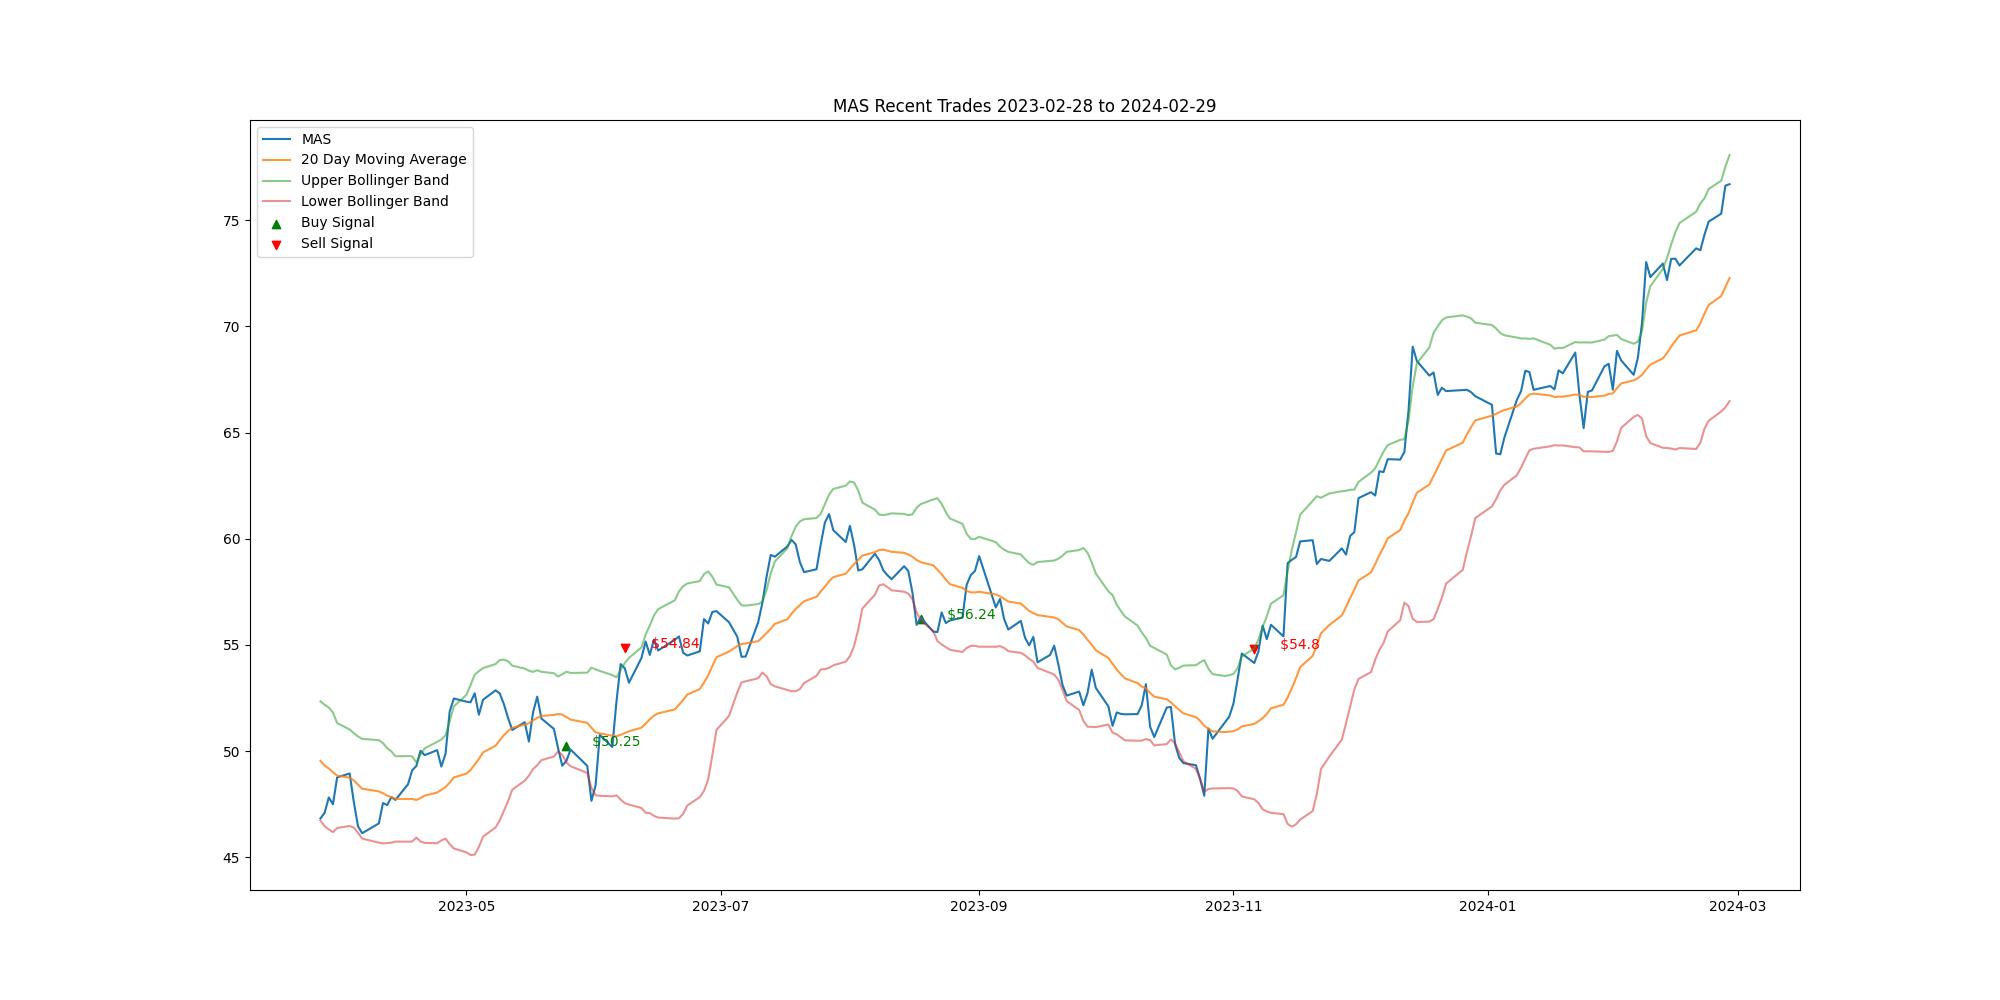 MAS Recent Trades 2023-02-28 to 2024-02-29
MAS
20 Day Moving Average
Upper Bollinger Band
Lower Bollinger Band
Buy Signal
Sell Signal
75
70
65
60
55
50
45
$54.84
$50.25
$56.24
$54.8
2023-05
2023-07
2023-09
2023-11
2024-01
2024-03